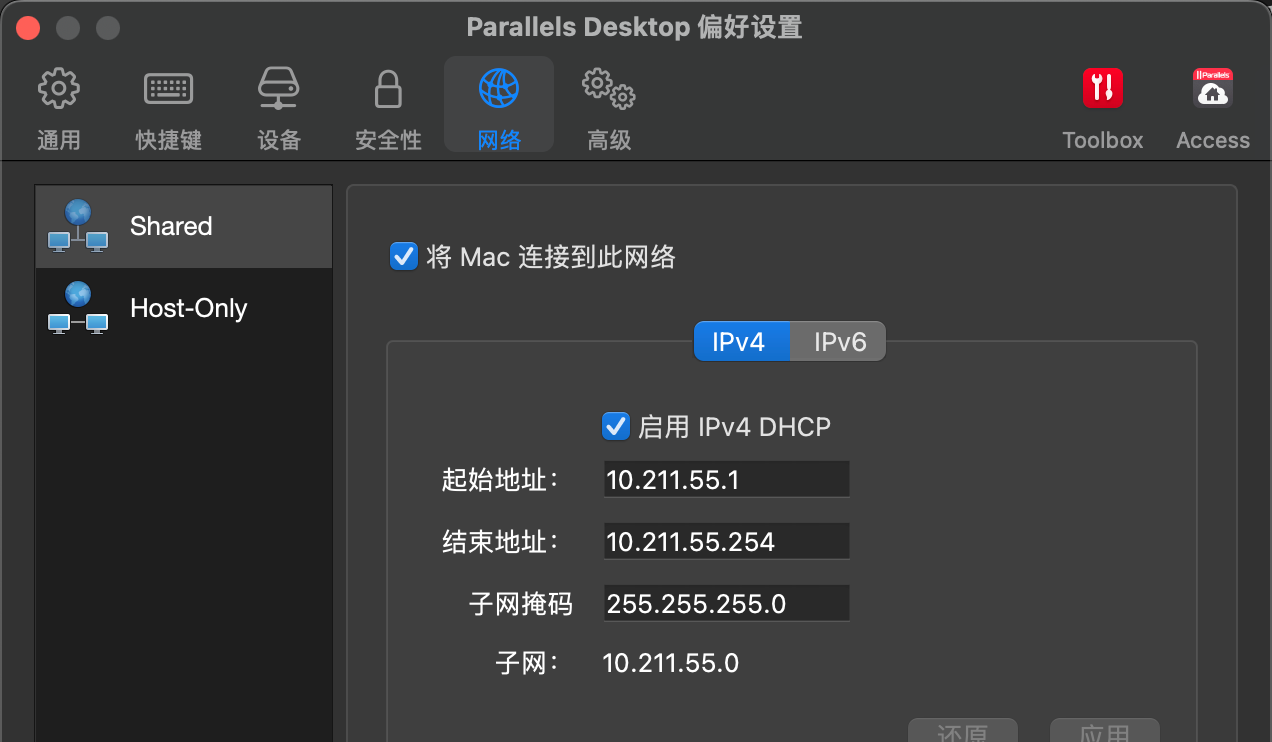 Parallels Desktop 偏好设置
通用 快捷键 设备 安全性 网络 高级 Toolbox Access
Parallels
Shared
Host-Only
将 Mac 连接到此网络
IPv4 IPv6
启用 IPv4 DHCP
起始地址： 10.211.55.1
结束地址： 10.211.55.254
子网掩码 255.255.255.0
子网： 10.211.55.0
还原 应用